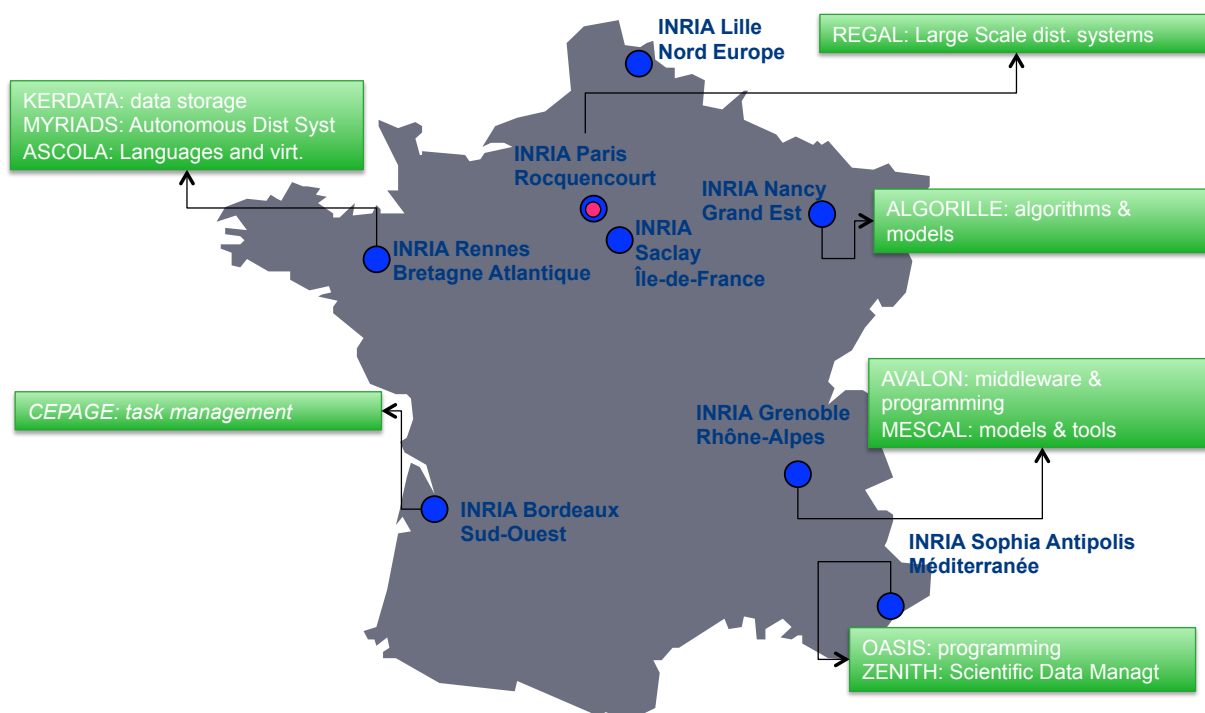 INRIA Lille
Nord Europe
REGAL: Large Scale dist. systems
KERDATA: data storage
MYRIADS: Autonomous Dist Syst
ASCOLA: Languages and virt.
INRIA Paris
Rocquencourt
INRIA Nancy
Grand Est
ALGORILLE: algorithms &
models
INRIA
Saclay
Île-de-France
INRIA Rennes
Bretagne Atlantique
AVALON: middleware &
programming
MESCAL: models & tools
CEPAGE: task management
INRIA Grenoble
Rhône-Alpes
INRIA Bordeaux
Sud-Ouest
INRIA Sophia Antipolis
Méditerranée
OASIS: programming
ZENITH: Scientific Data Managt